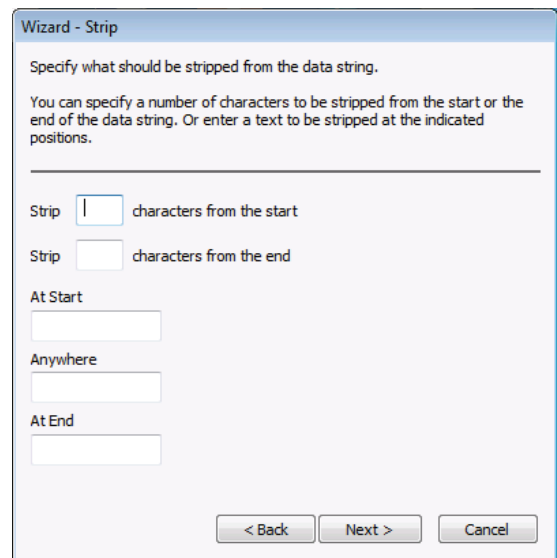 Wizard - Strip
Specify what should be stripped from the data string.
You can specify a number of characters to be stripped from the start or the
end of the data string. Or enter a text to be stripped at the indicated
positions.
Strip characters from the start
Strip characters from the end
At Start
Anywhere
At End
< Back Next > Cancel